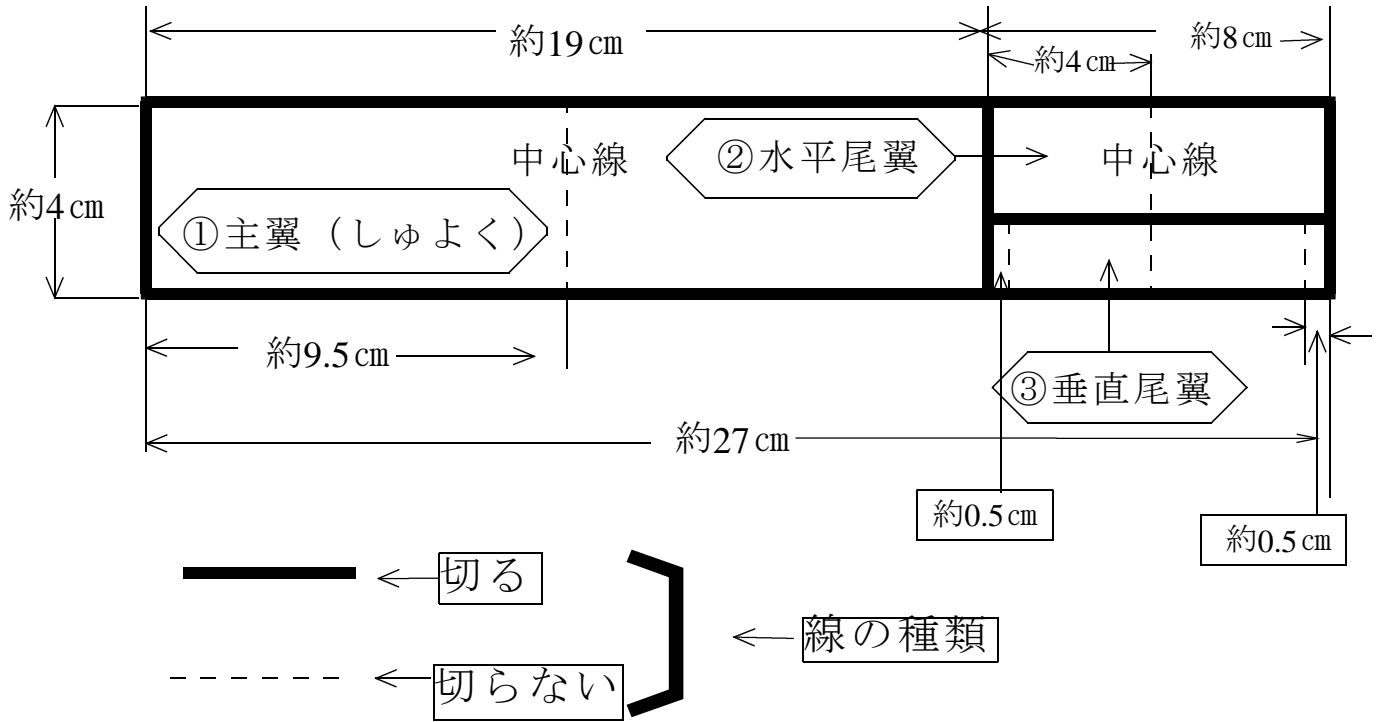 約19㎝
約8㎝
約4㎝
中心線
②水平尾翼
中心線
約4㎝
①主翼（しゅよく）
約9.5㎝
③垂直尾翼
約27㎝
約0.5㎝
約0.5㎝
切る
線の種類
切らない